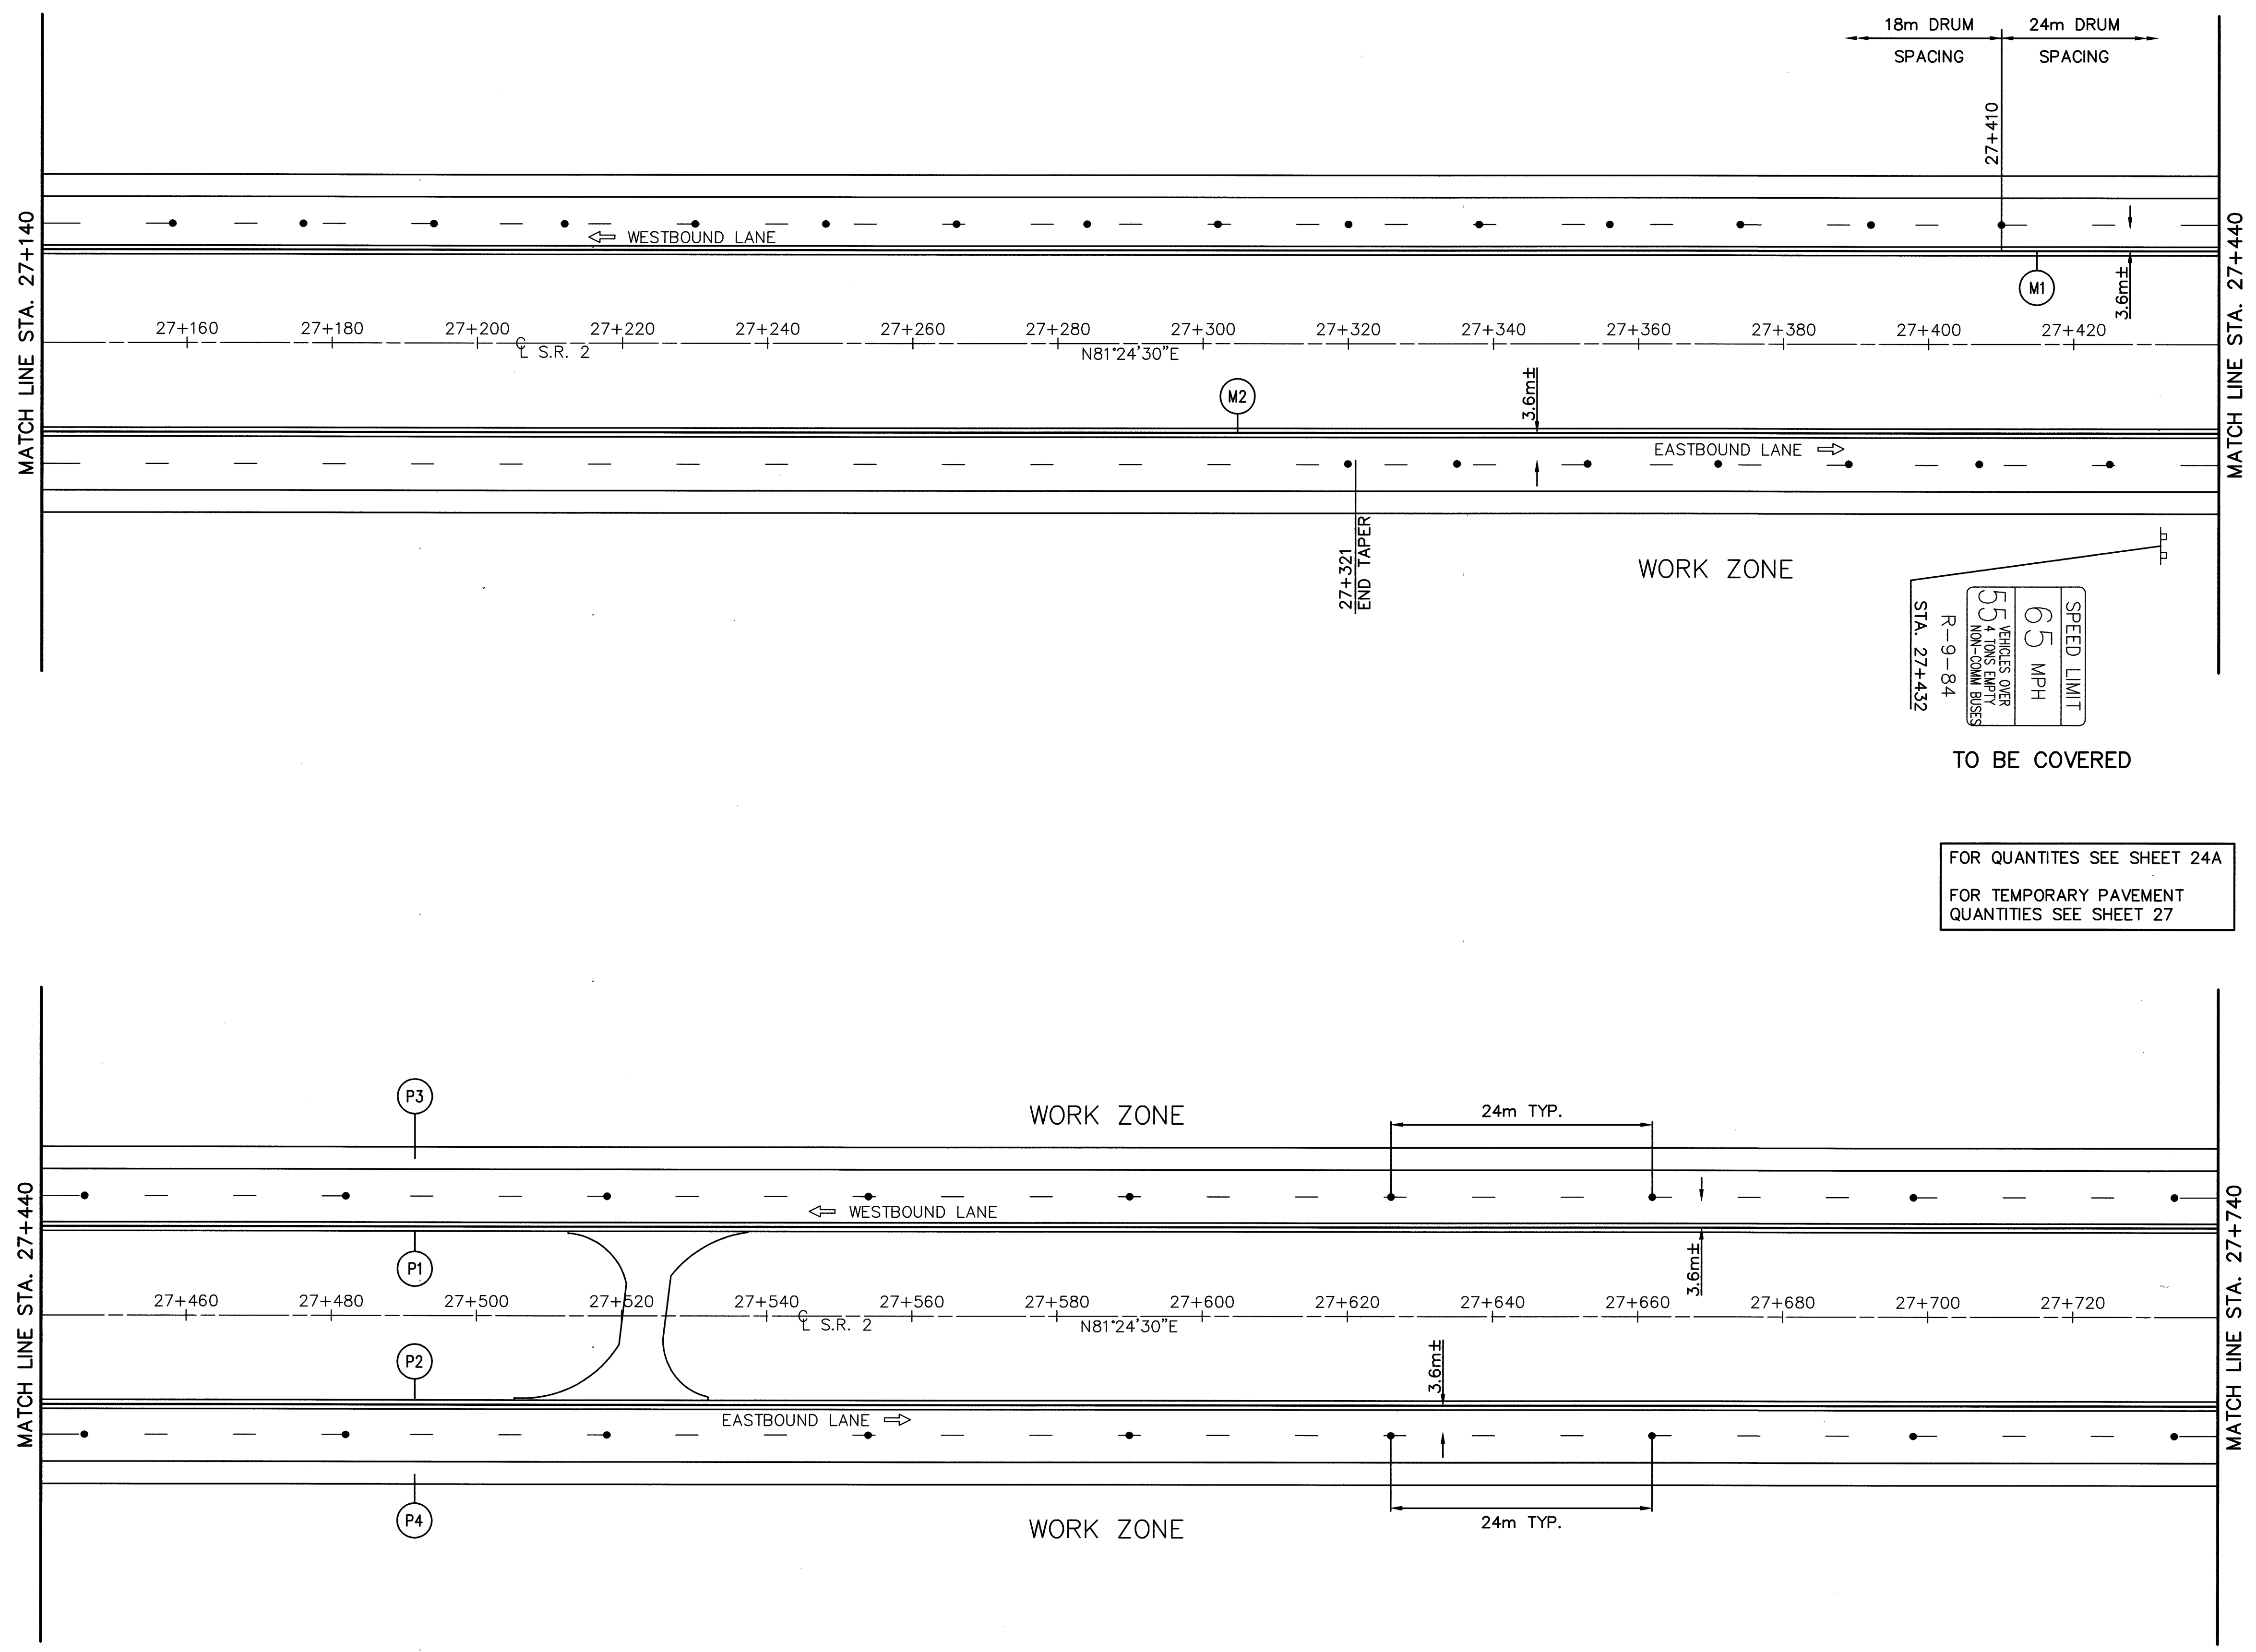 18m DRUM
SPACING
24m DRUM
SPACING
27+410
MATCH LINE STA. 27+140
WESTBOUND LANE
M1
3.6m±
MATCH LINE STA. 27+440
27+160
27+180
27+200
27+220
27+240
27+260
27+280
27+300
27+320
27+340
27+360
27+380
27+400
27+420
℄ S.R. 2
N81°24'30"E
M2
3.6m±
EASTBOUND LANE
27+321
END TAPER
WORK ZONE
SPEED LIMIT
65 MPH
55 VEHICLES OVER
4 TONS EMPTY
NON-COMM BUSES
R-9-84
STA. 27+432
TO BE COVERED
FOR QUANTITES SEE SHEET 24A
FOR TEMPORARY PAVEMENT
QUANTITIES SEE SHEET 27
P3
WORK ZONE
24m TYP.
MATCH LINE STA. 27+440
WESTBOUND LANE
P1
3.6m±
MATCH LINE STA. 27+740
27+460
27+480
27+500
27+520
27+540
27+560
27+580
27+600
27+620
27+640
27+660
27+680
27+700
27+720
℄ S.R. 2
N81°24'30"E
P2
3.6m±
EASTBOUND LANE
P4
WORK ZONE
24m TYP.